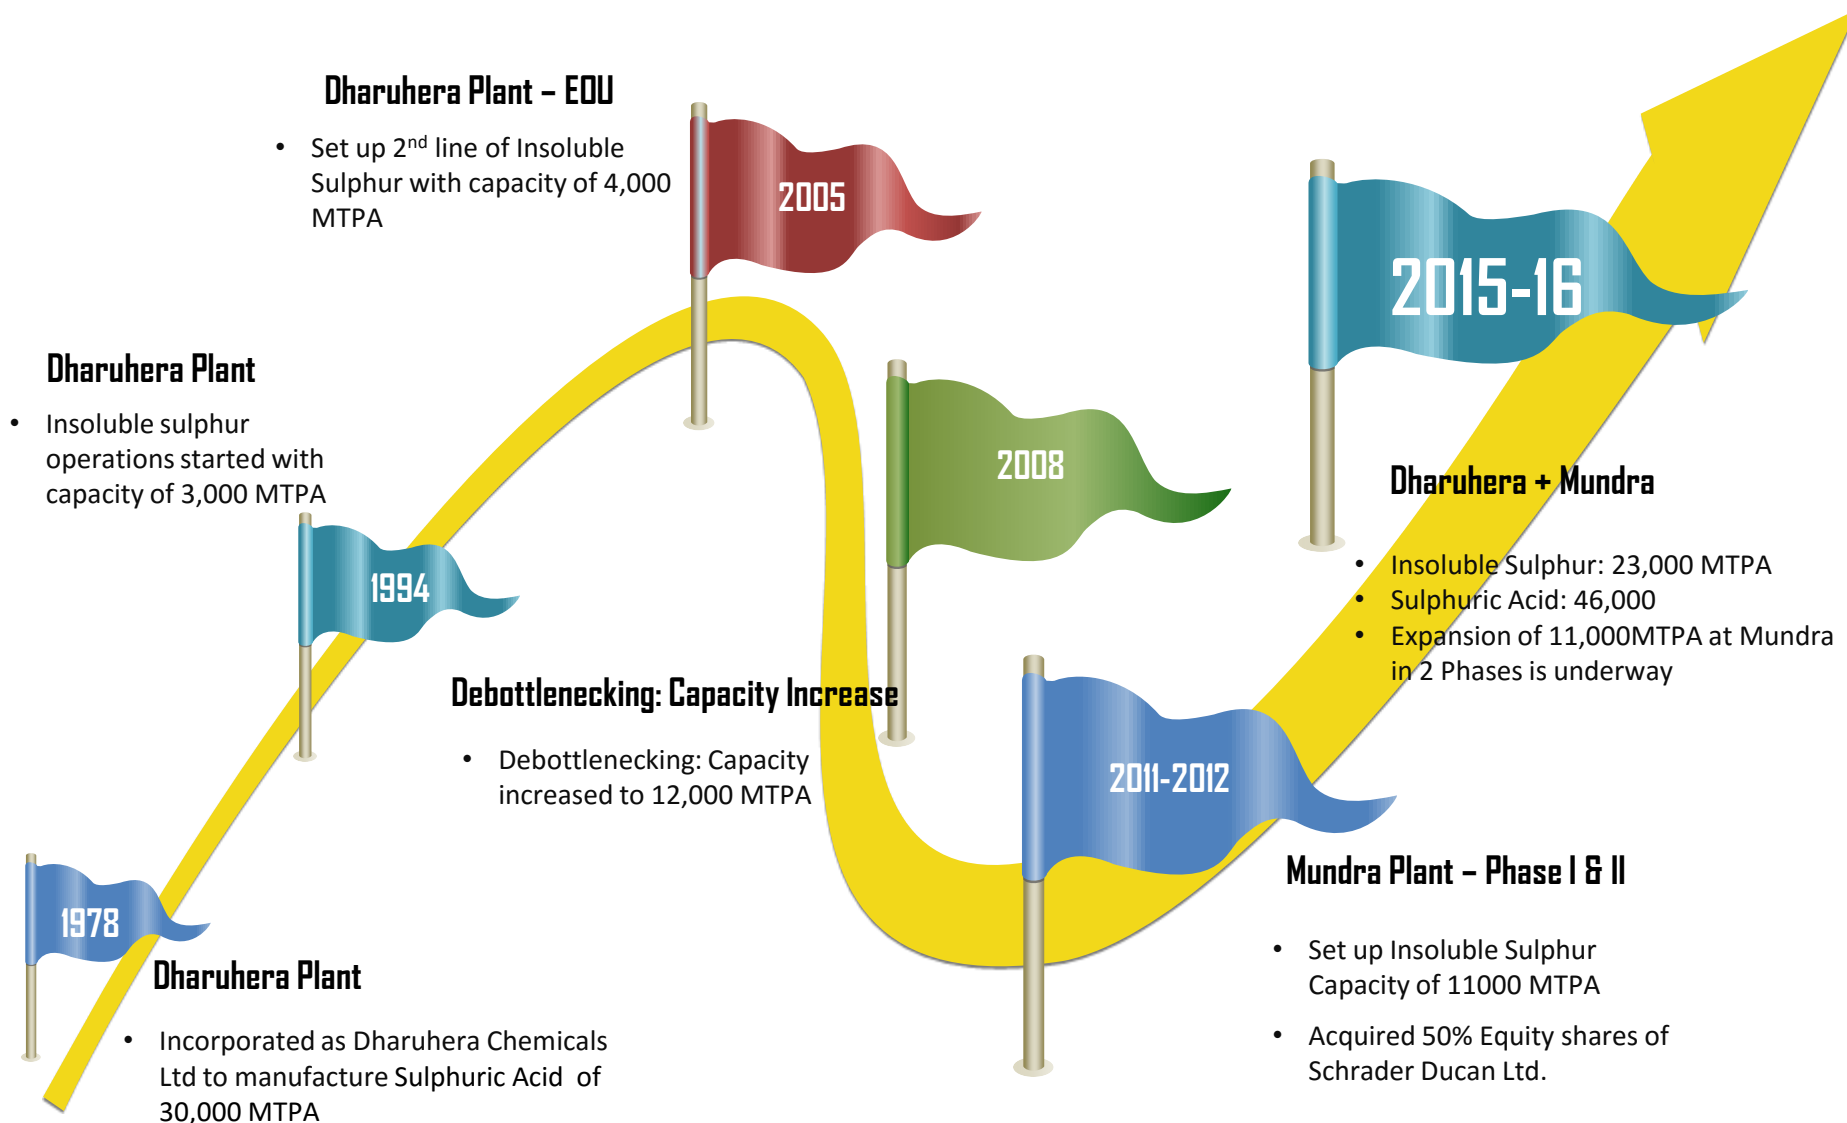 Dharuhera Plant – EOU
• Set up 2nd line of Insoluble
Sulphur with capacity of 4,000
MTPA
2005
2015-16
Dharuhera Plant
• Insoluble sulphur
operations started with
capacity of 3,000 MTPA
1994
2008
Dharuhera + Mundra
• Insoluble Sulphur: 23,000 MTPA
• Sulphuric Acid: 46,000
• Expansion of 11,000MTPA at Mundra
in 2 Phases is underway
Debottlenecking: Capacity Increase
• Debottlenecking: Capacity
increased to 12,000 MTPA
2011-2012
Mundra Plant – Phase I & II
• Set up Insoluble Sulphur
Capacity of 11000 MTPA
• Acquired 50% Equity shares of
Schrader Ducan Ltd.
1978
Dharuhera Plant
• Incorporated as Dharuhera Chemicals
Ltd to manufacture Sulphuric Acid of
30,000 MTPA